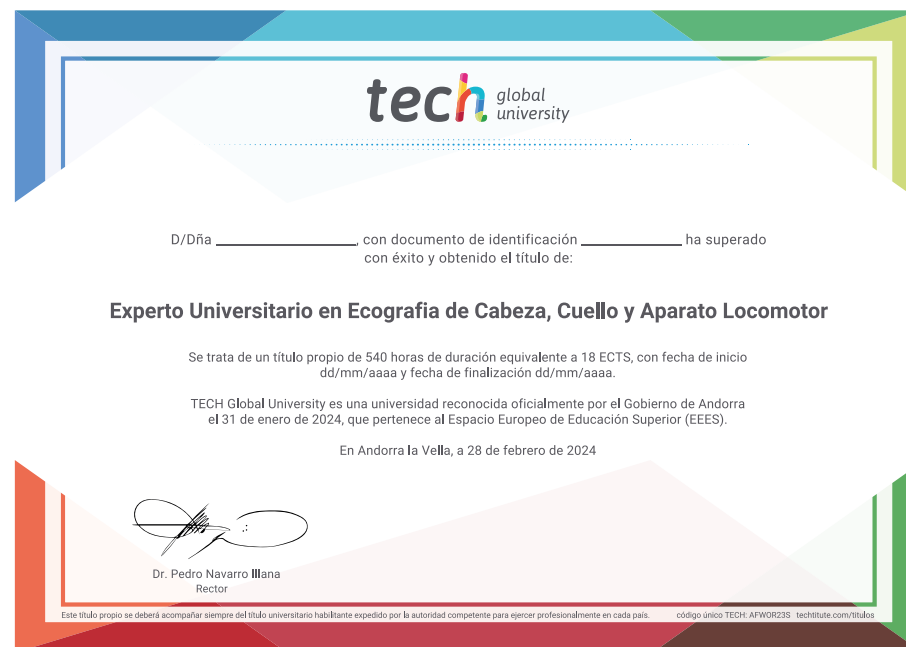 tech global
university
D/Dña ________________, con documento de identificación ____________ ha superado
con éxito y obtenido el título de:
Experto Universitario en Ecografia de Cabeza, Cuello y Aparato Locomotor
Se trata de un título propio de 540 horas de duración equivalente a 18 ECTS, con fecha de inicio
dd/mm/aaaa y fecha de finalización dd/mm/aaaa.
TECH Global University es una universidad reconocida oficialmente por el Gobierno de Andorra
el 31 de enero de 2024, que pertenece al Espacio Europeo de Educación Superior (EEES).
En Andorra la Vella, a 28 de febrero de 2024
Dr. Pedro Navarro Illana
Rector
Este título propio se deberá acompañar siempre del título universitario habilitante expedido por la autoridad competente para ejercer profesionalmente en cada país. código único TECH: AFWOR23S techtitute.com/titulos